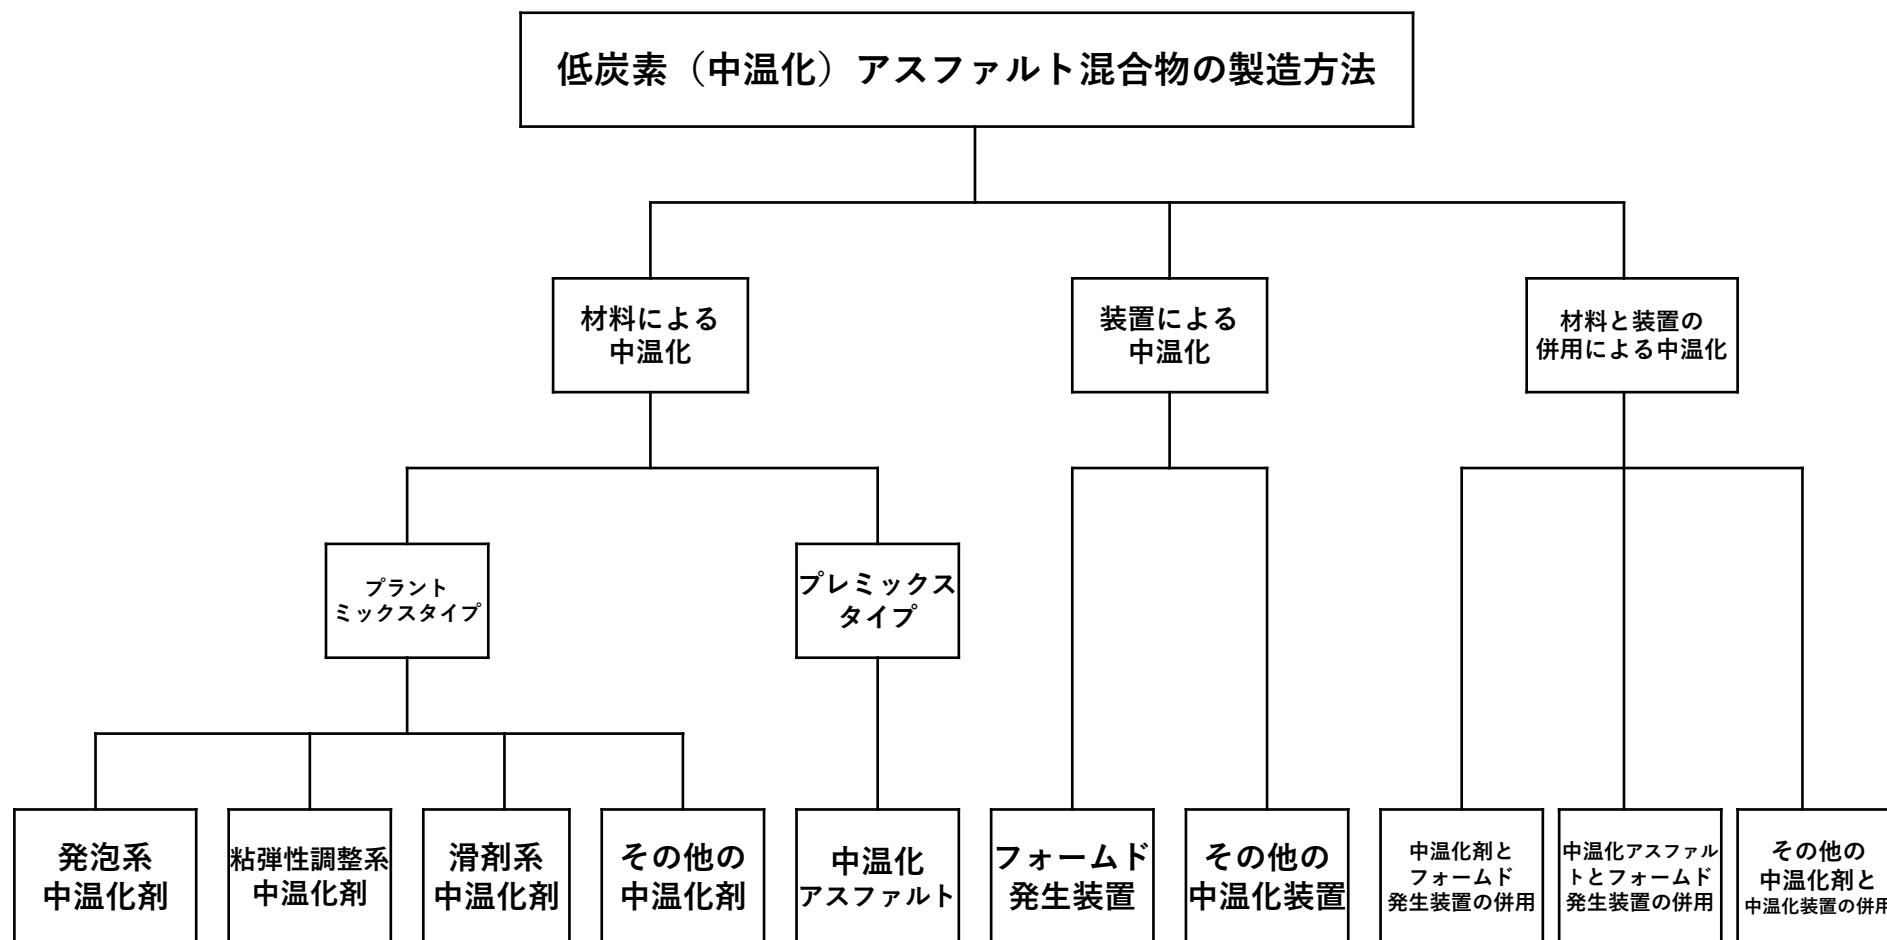 低炭素（中温化）アスファルト混合物の製造方法
材料による
中温化
装置による
中温化
材料と装置の
併用による中温化
プラント
ミックスタイプ
プレミックス
タイプ
発泡系
中温化剤
粘弾性調整系
中温化剤
滑剤系
中温化剤
その他の
中温化剤
中温化
アスファルト
フォームド
発生装置
その他の
中温化装置
中温化剤と
フォームド
発生装置の併用
中温化アスファル
トとフォームド
発生装置の併用
その他の
中温化剤と
中温化装置の併用